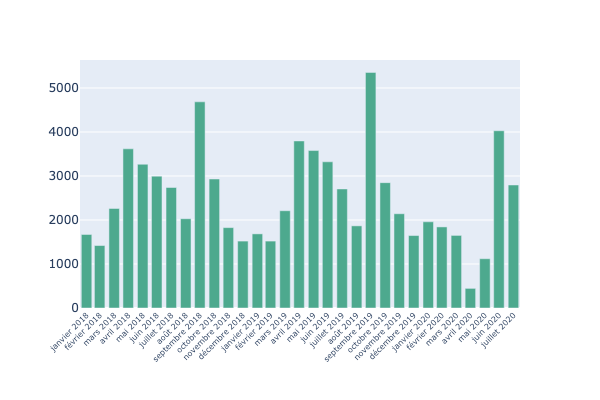 5000
4000
3000
2000
1000
0
janvier 2018
février 2018
mars 2018
avril 2018
mai 2018
juin 2018
juillet 2018
août 2018
septembre 2018
octobre 2018
novembre 2018
décembre 2018
janvier 2019
février 2019
mars 2019
avril 2019
mai 2019
juin 2019
juillet 2019
août 2019
septembre 2019
octobre 2019
novembre 2019
décembre 2019
janvier 2020
février 2020
mars 2020
avril 2020
mai 2020
juin 2020
juillet 2020